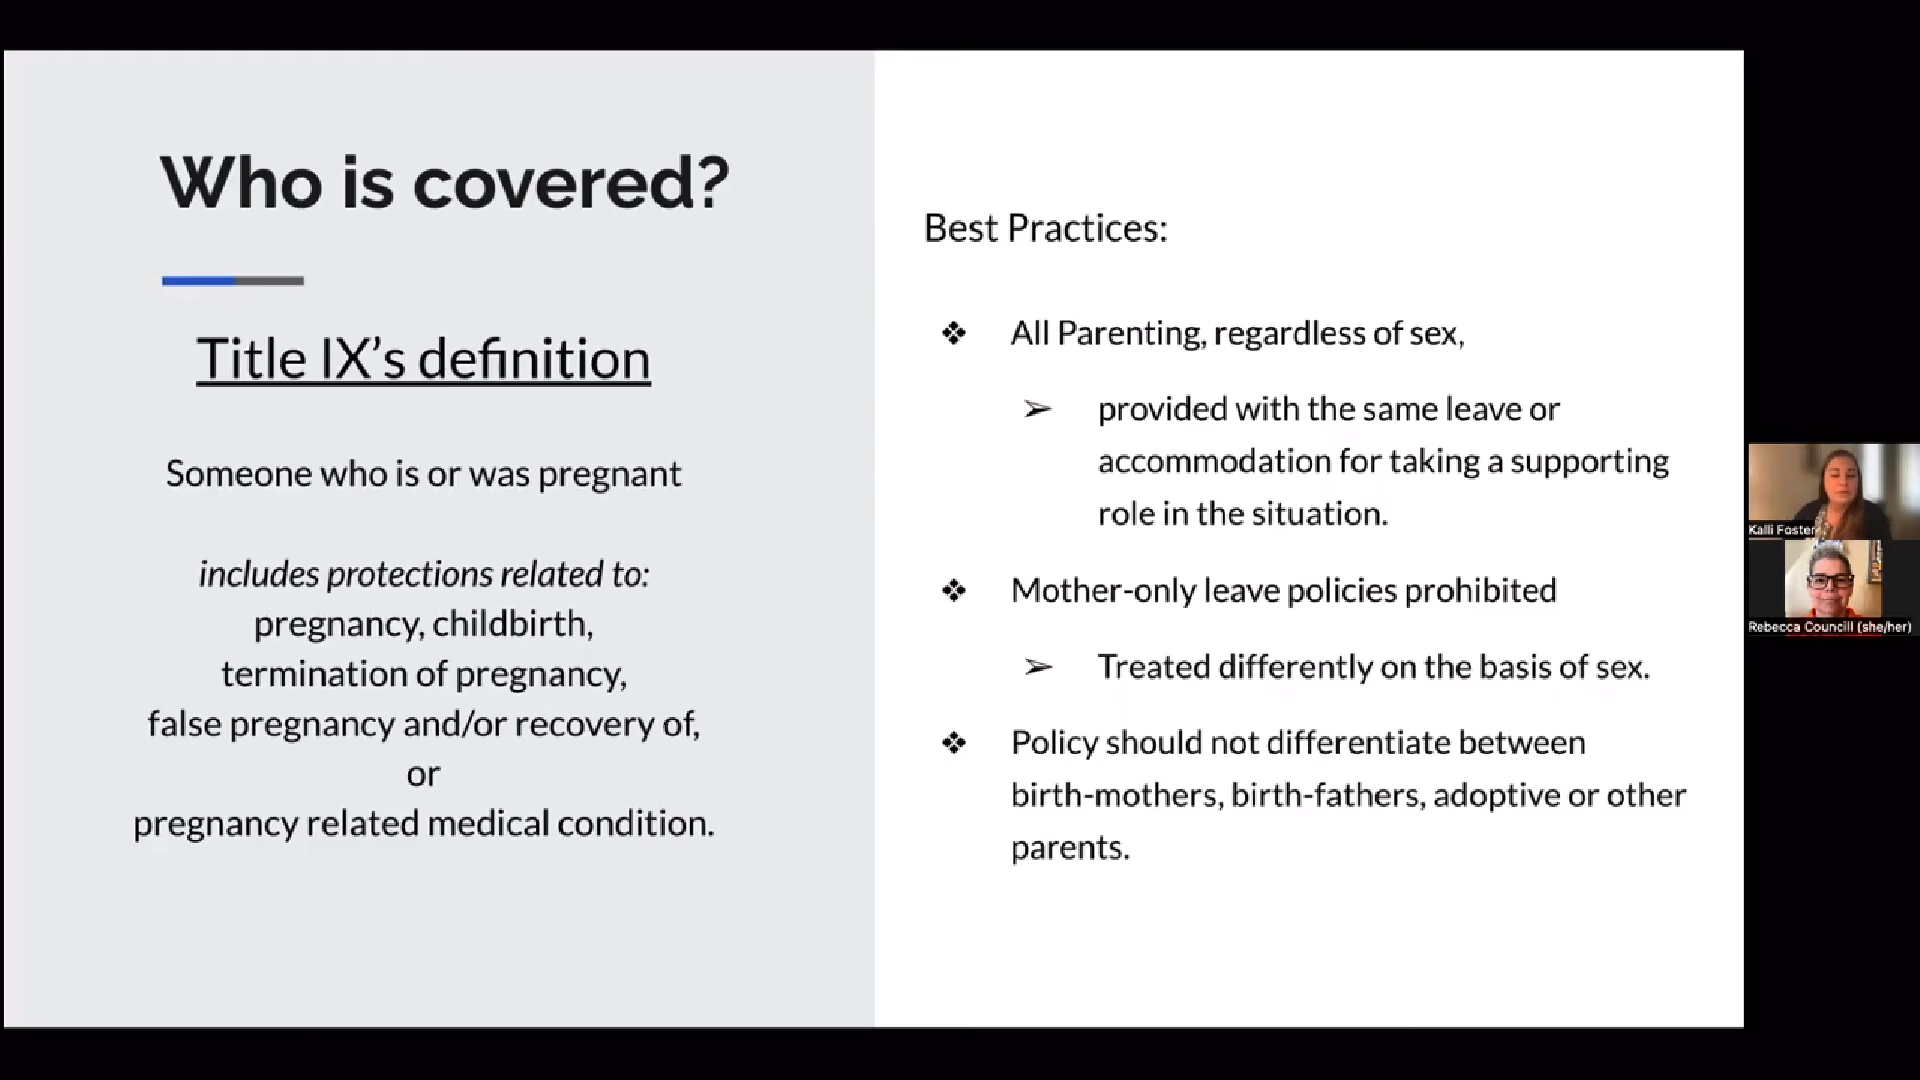 Who is covered?
Title IX's definition
Someone who is or was pregnant
includes protections related to:
pregnancy, childbirth,
termination of pregnancy,
false pregnancy and/or recovery of,
or
pregnancy related medical condition.
Best Practices:
❖ All Parenting, regardless of sex,
➢ provided with the same leave or
accommodation for taking a supporting
role in the situation.
❖ Mother-only leave policies prohibited
➢ Treated differently on the basis of sex.
❖ Policy should not differentiate between
birth-mothers, birth-fathers, adoptive or other
parents.
Kalli Foster
Rebecca Councill (she/her)